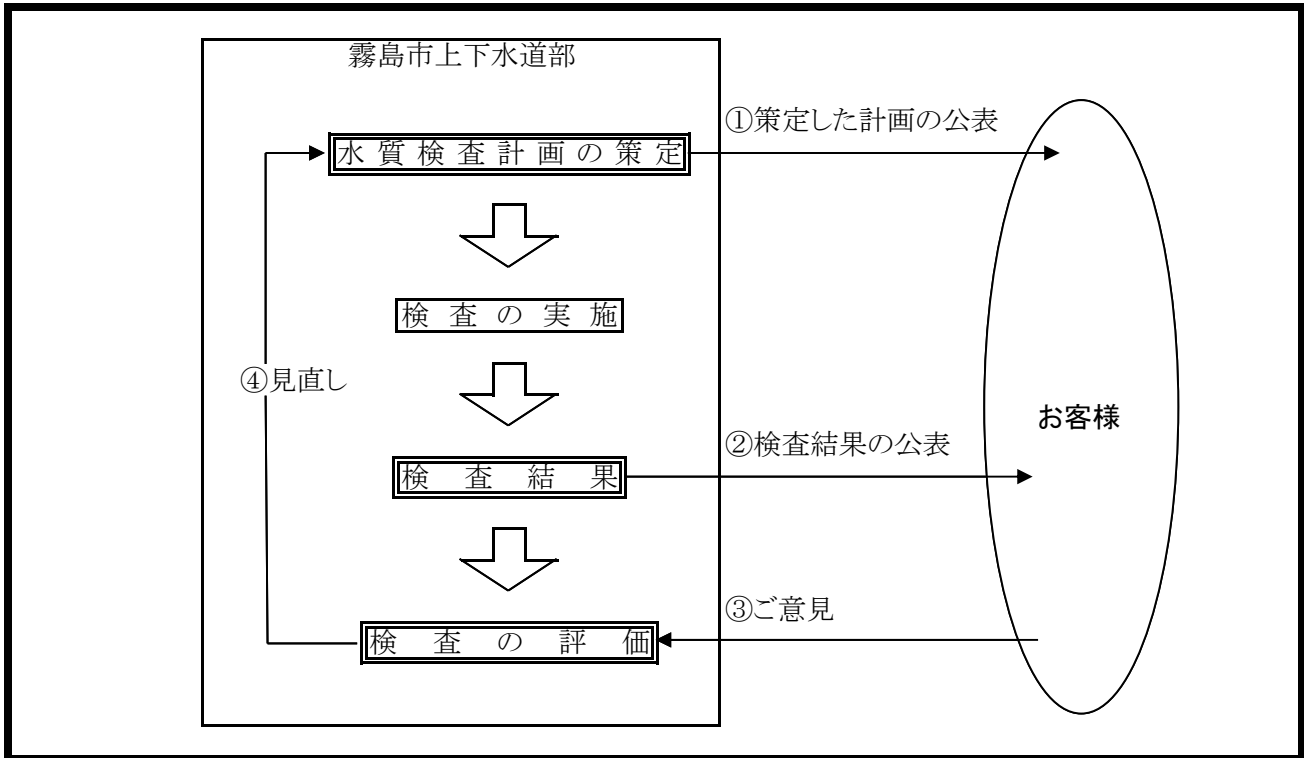 霧島市上下水道部
①策定した計画の公表
水質検査計画の策定
検査の実施
④見直し
お客様
②検査結果の公表
検査結果
③ご意見
検査の評価